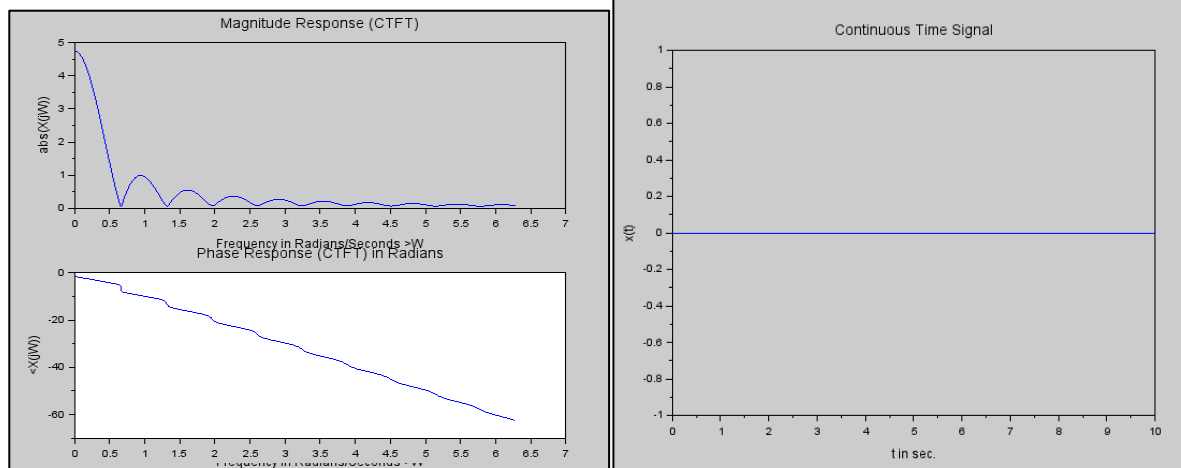 Magnitude Response (CTFT)
5
4
3
2
1
0
abs(X(jW))
0 0.5 1 1.5 2 2.5 3 3.5 4 4.5 5 5.5 6 6.5 7
Frequency in Radians/Seconds >W
Phase Response (CTFT) in Radians
0
-20
-40
-60
<X(jW))
0 0.5 1 1.5 2 2.5 3 3.5 4 4.5 5 5.5 6 6.5 7
Frequency in Radians/Seconds >W
Continuous Time Signal
1
0.8
0.6
0.4
0.2
0
-0.2
-0.4
-0.6
-0.8
-1
x(t)
0 1 2 3 4 5 6 7 8 9 10
t in sec.